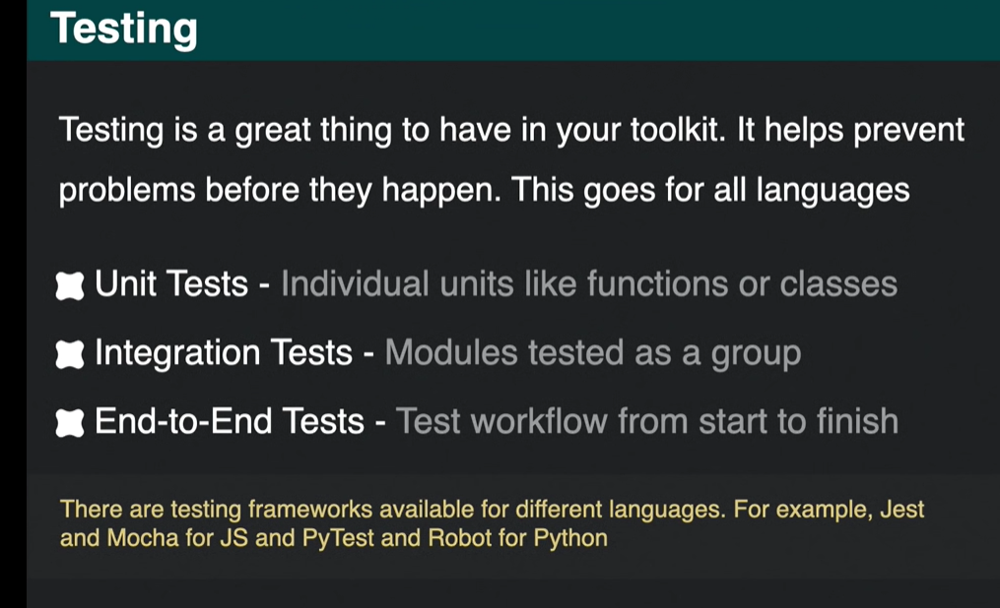 Testing
Testing is a great thing to have in your toolkit. It helps prevent
problems before they happen. This goes for all languages
Unit Tests - Individual units like functions or classes
Integration Tests - Modules tested as a group
End-to-End Tests - Test workflow from start to finish
There are testing frameworks available for different languages. For example, Jest
and Mocha for JS and PyTest and Robot for Python